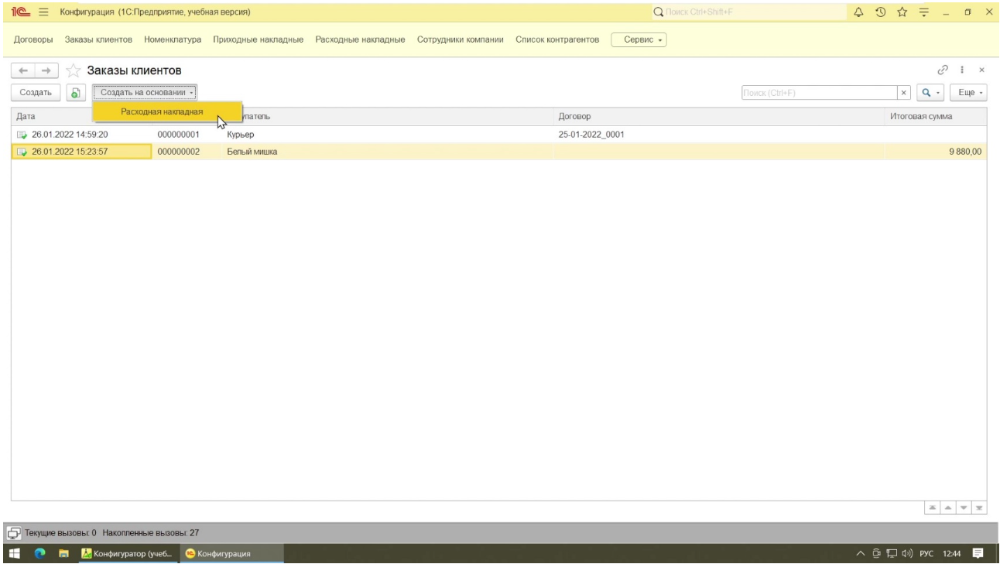 1С Конфигурация (1С:Предприятие, учебная версия) Поиск Ctrl+Shift+F
Договоры Заказы клиентов Номенклатура Приходные накладные Расходные накладные Сотрудники компании Список контрагентов Сервис
Заказы клиентов
Создать Создать на основании Поиск (Ctrl+F) Еще
Расходная накладная
Дата упатель Договор Итоговая сумма
26.01.2022 14:59:20 000000001 Курьер 25-01-2022_0001
26.01.2022 15:23:57 000000002 Белый мишка 9 880,00
Текущие вызовы: 0 Накопленные вызовы: 27
Конфигуратор (учеб... Конфигурация РУС 12:44